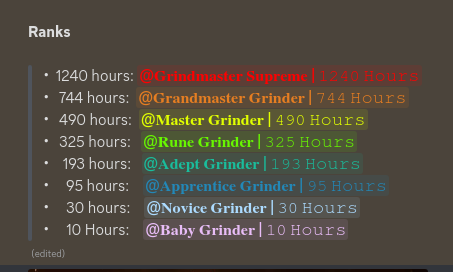 Ranks
• 1240 hours: @Grindmaster Supreme | 1240 Hours
• 744 hours: @Grandmaster Grinder | 744 Hours
• 490 hours: @Master Grinder | 490 Hours
• 325 hours: @Rune Grinder | 325 Hours
• 193 hours: @Adept Grinder | 193 Hours
• 95 hours: @Apprentice Grinder | 95 Hours
• 30 hours: @Novice Grinder | 30 Hours
• 10 Hours: @Baby Grinder | 10 Hours
(edited)